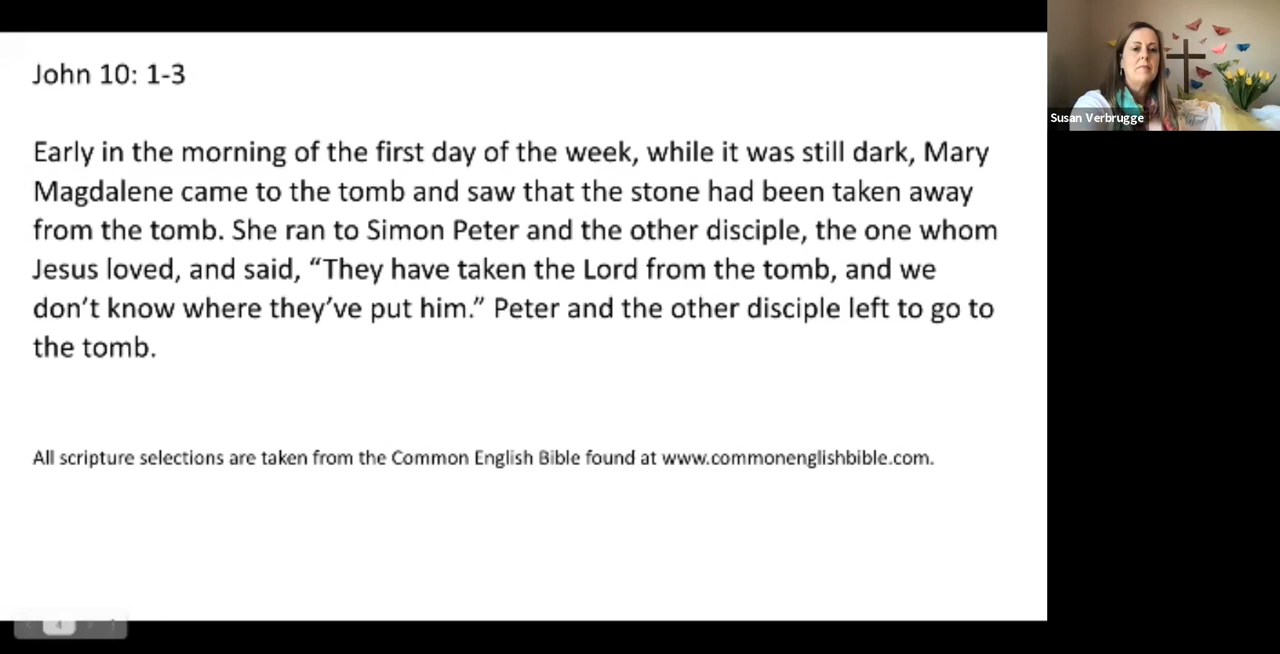 John 10: 1-3
Early in the morning of the first day of the week, while it was still dark, Mary
Magdalene came to the tomb and saw that the stone had been taken away
from the tomb. She ran to Simon Peter and the other disciple, the one whom
Jesus loved, and said, “They have taken the Lord from the tomb, and we
don’t know where they’ve put him.” Peter and the other disciple left to go to
the tomb.
All scripture selections are taken from the Common English Bible found at www.commonenglishbible.com.
Susan Verbrugge
4